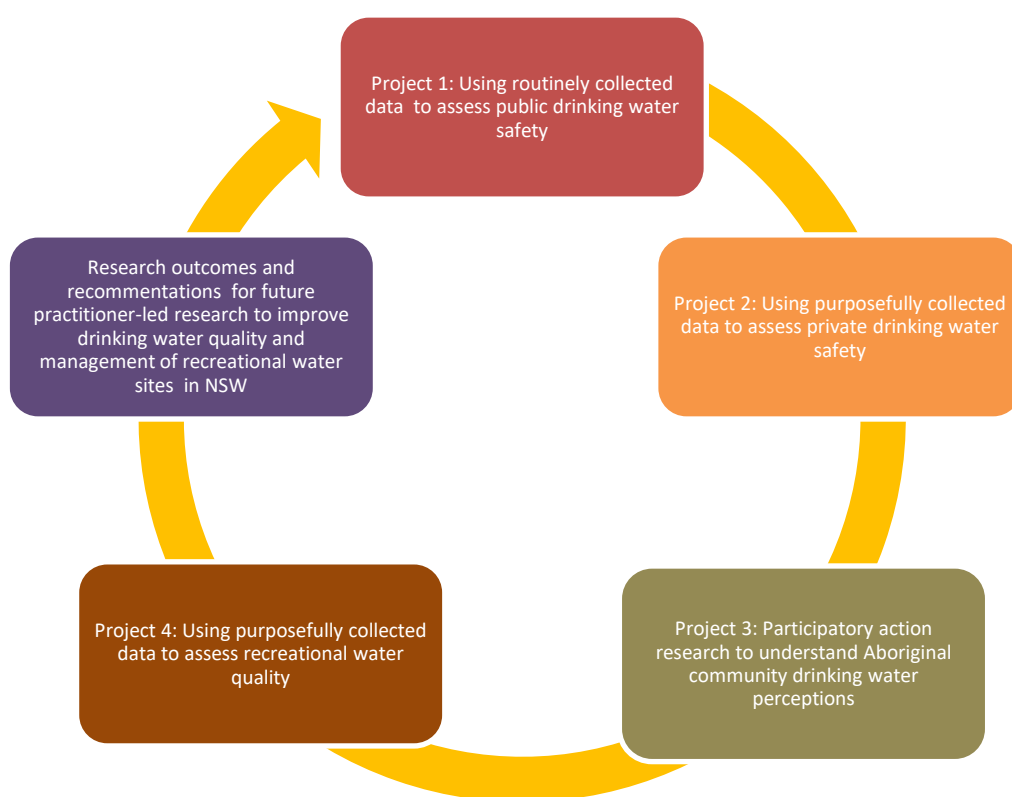 Project 1: Using routinely collected
data to assess public drinking water
safety
Project 2: Using purposefully collected
data to assess private drinking water
safety
Project 3: Participatory action
research to understand Aboriginal
community drinking water
perceptions
Project 4: Using purposefully collected
data to assess recreational water
quality
Research outcomes and
recommentations for future
practitioner-led research to improve
drinking water quality and
management of recreational water
sites in NSW